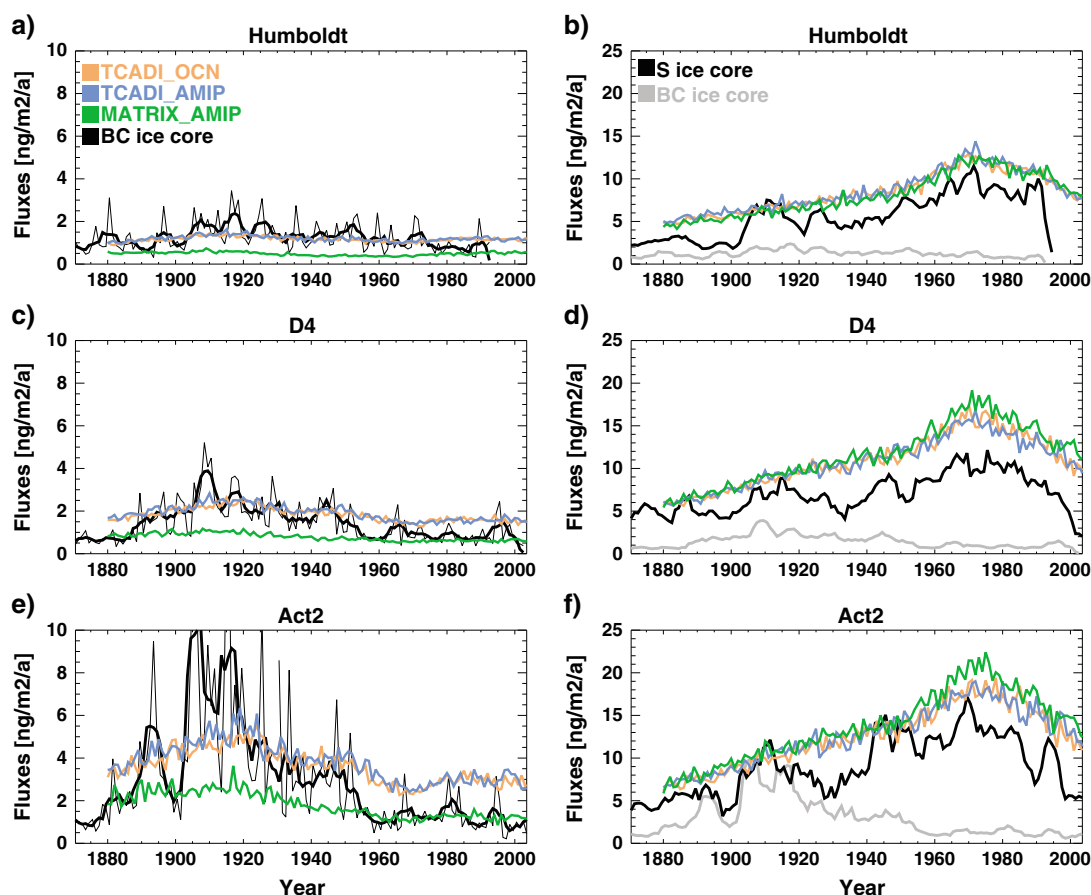 a)
Humboldt
Fluxes [ng/m2/a]
10
8
6
4
2
0
TCADI_OCN
TCADI_AMIP
MATRIX_AMIP
BC ice core
1880 1900 1920 1940 1960 1980 2000
b)
Humboldt
Fluxes [ng/m2/a]
25
20
15
10
5
0
S ice core
BC ice core
1880 1900 1920 1940 1960 1980 2000
c)
D4
Fluxes [ng/m2/a]
10
8
6
4
2
0
1880 1900 1920 1940 1960 1980 2000
d)
D4
Fluxes [ng/m2/a]
25
20
15
10
5
0
1880 1900 1920 1940 1960 1980 2000
e)
Act2
Fluxes [ng/m2/a]
10
8
6
4
2
0
1880 1900 1920 1940 1960 1980 2000
Year
f)
Act2
Fluxes [ng/m2/a]
25
20
15
10
5
0
1880 1900 1920 1940 1960 1980 2000
Year